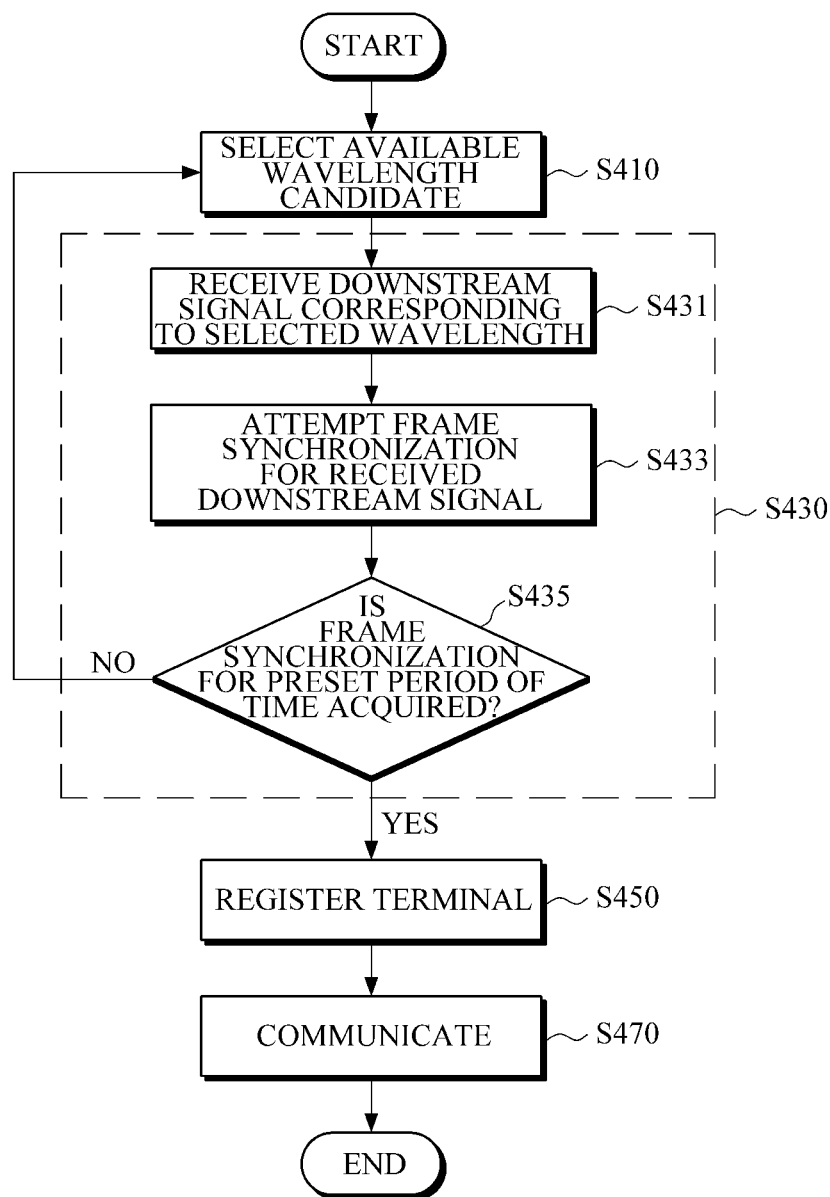 START
SELECT AVAILABLE
WAVELENGTH
CANDIDATE
S410
RECEIVE DOWNSTREAM
SIGNAL CORRESPONDING
TO SELECTED WAVELENGTH
S431
ATTEMPT FRAME
SYNCHRONIZATION
FOR RECEIVED
DOWNSTREAM SIGNAL
S433
S430
IS
FRAME
SYNCHRONIZATION
FOR PRESET PERIOD OF
TIME ACQUIRED?
S435
NO
YES
REGISTER TERMINAL
S450
COMMUNICATE
S470
END